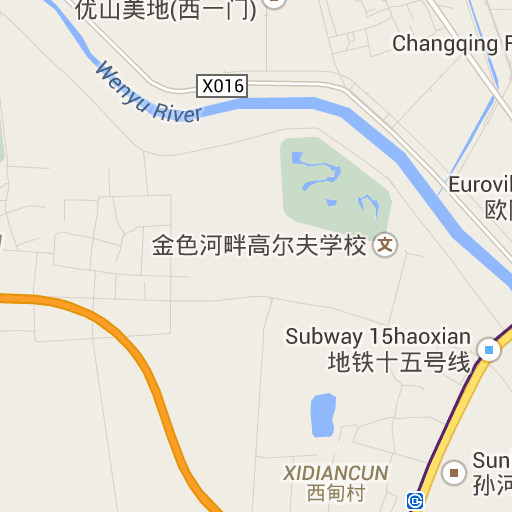 优山美地(西一门)
Changqing F
X016
Wenyu River
Eurovil
欧
金色河畔高尔夫学校
文
Subway 15haoxian
地铁十五号线
XIDIANCUN
西甸村
Sun
孙河